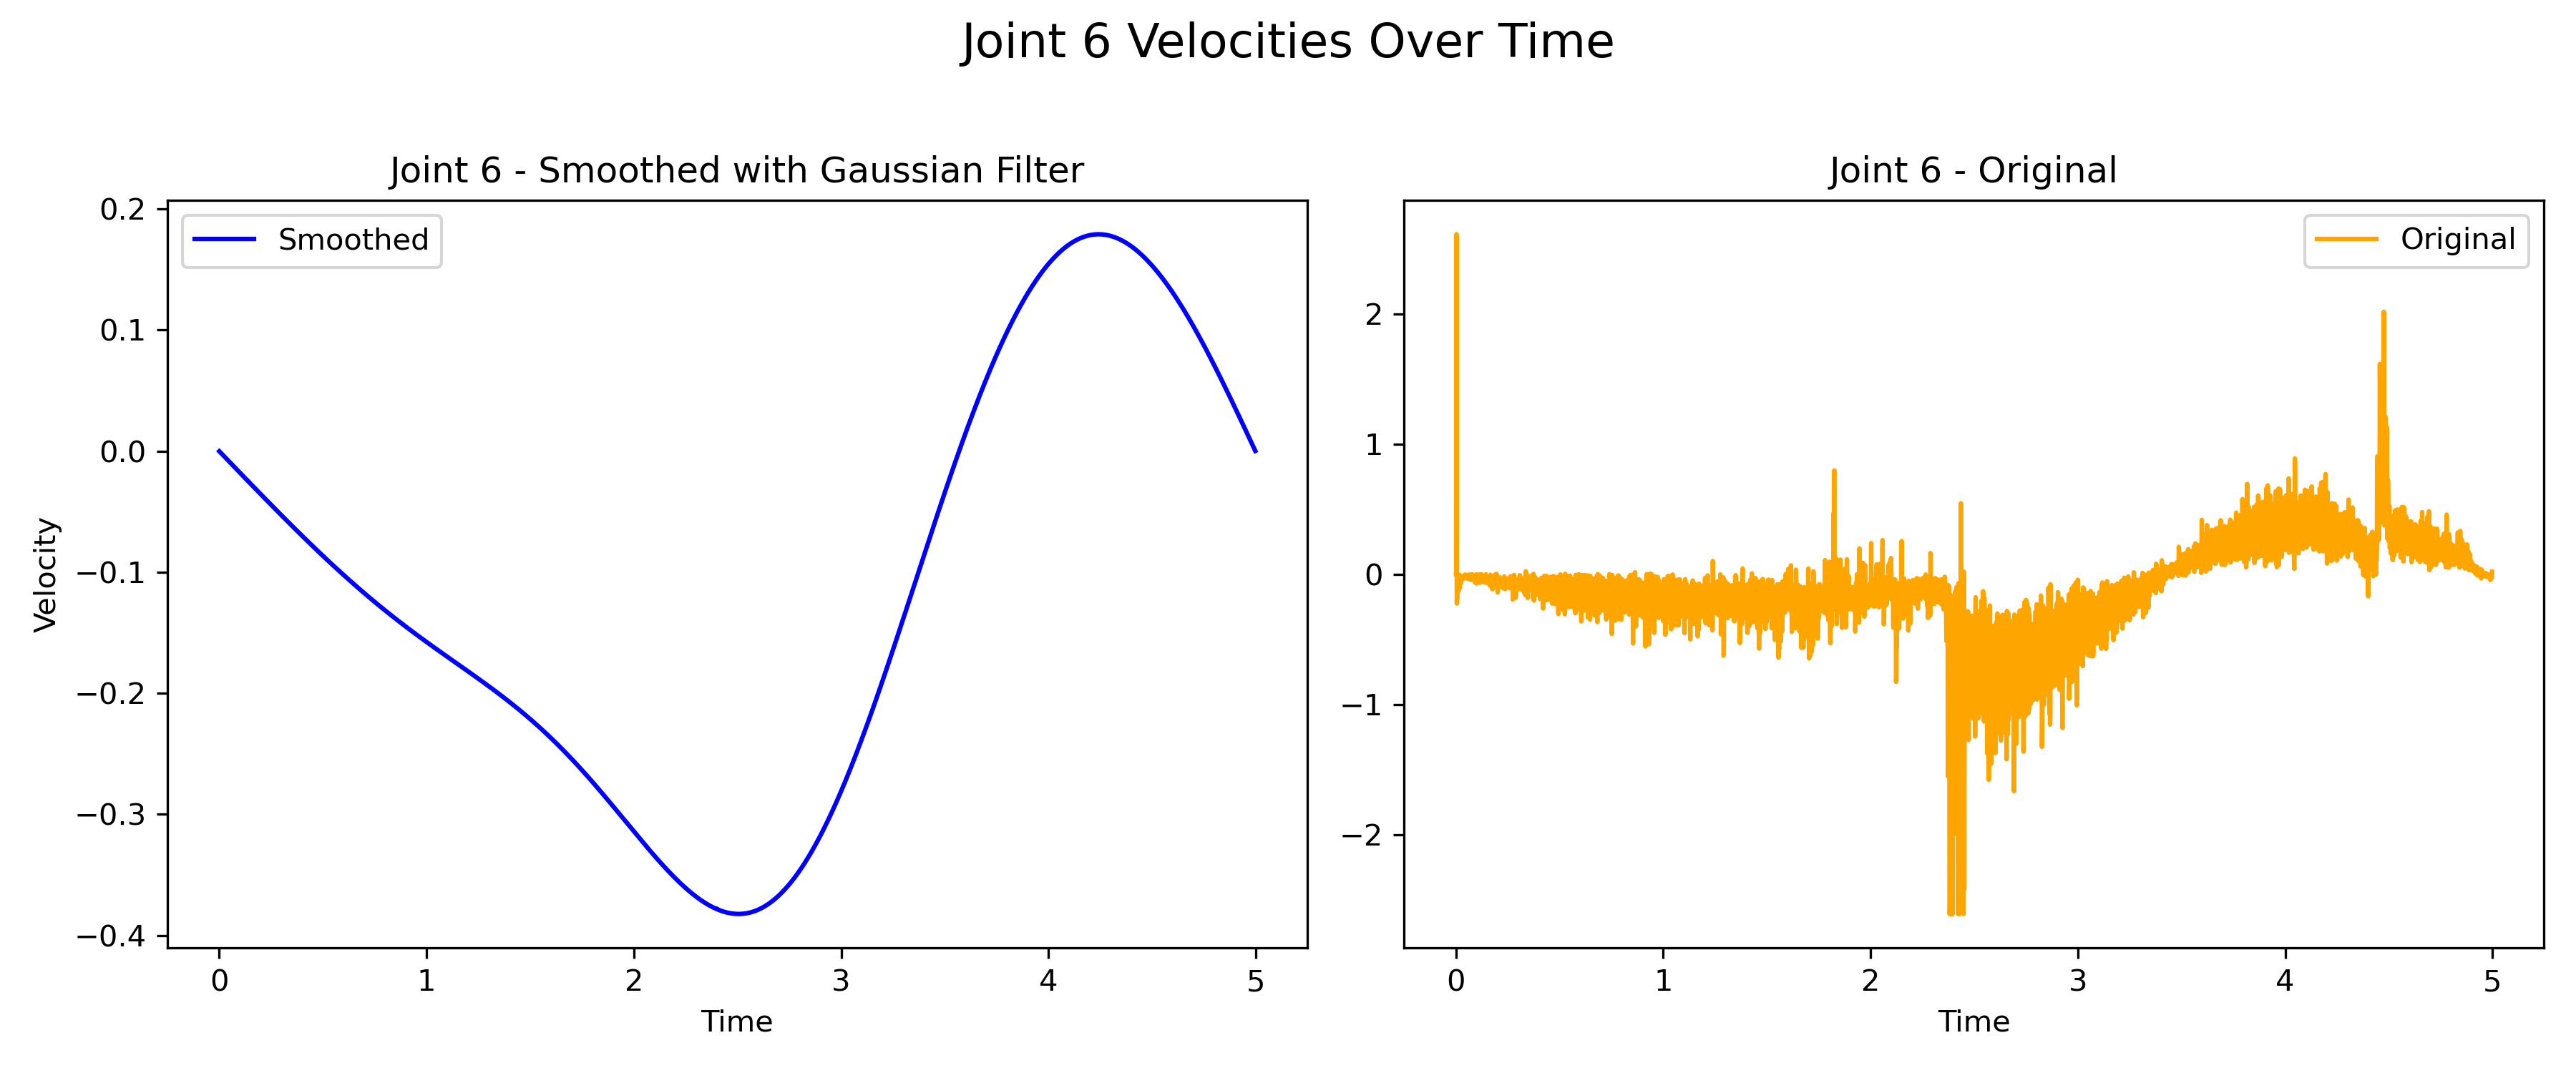 Joint 6 Velocities Over Time
Joint 6 - Smoothed with Gaussian Filter
Smoothed
0.2
0.1
0.0
−0.1
−0.2
−0.3
−0.4
Velocity
0 1 2 3 4 5
Time
Joint 6 - Original
Original
2
1
0
−1
−2
0 1 2 3 4 5
Time